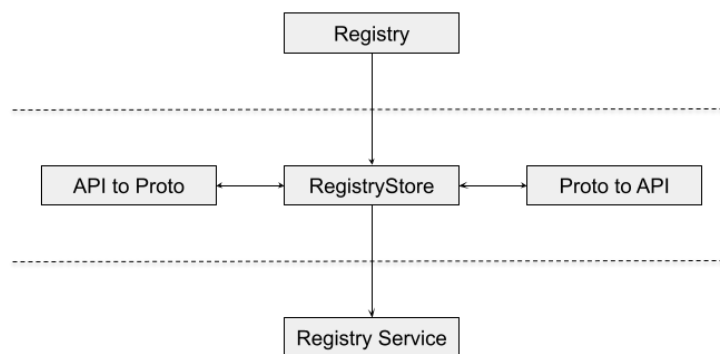 Registry
API to Proto
RegistryStore
Proto to API
Registry Service